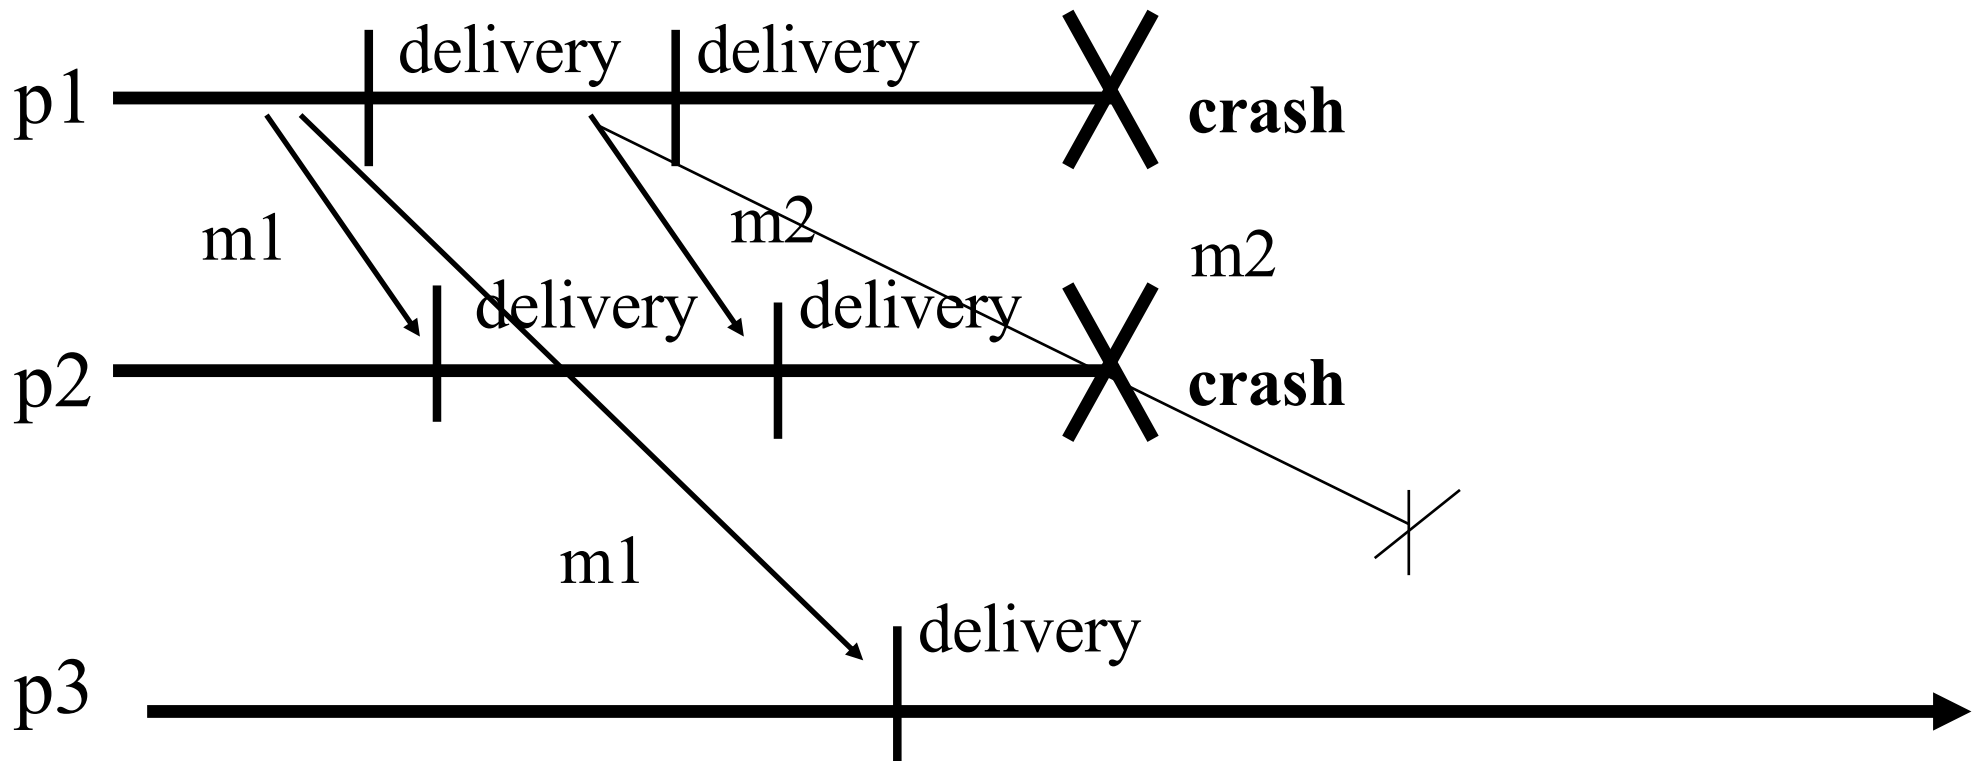 delivery delivery
p1 crash
m1 m2 m2
delivery delivery
p2 crash
m1
delivery
p3